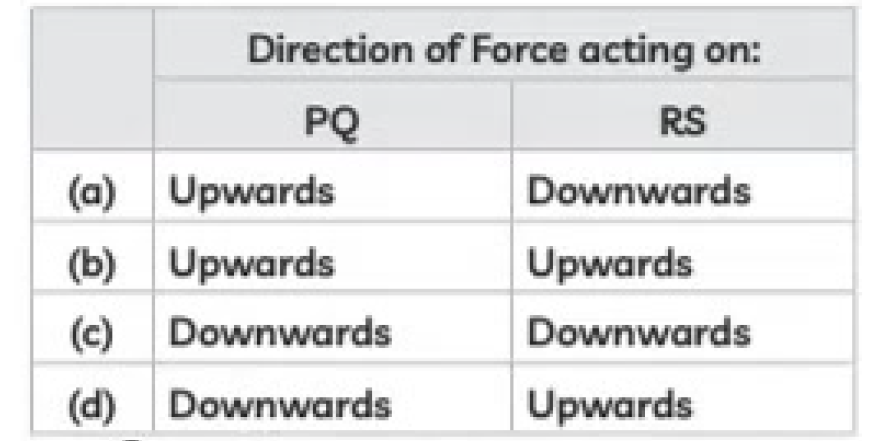 Direction of Force acting on:
PQ RS
(a) Upwards Downwards
(b) Upwards Upwards
(c) Downwards Downwards
(d) Downwards Upwards